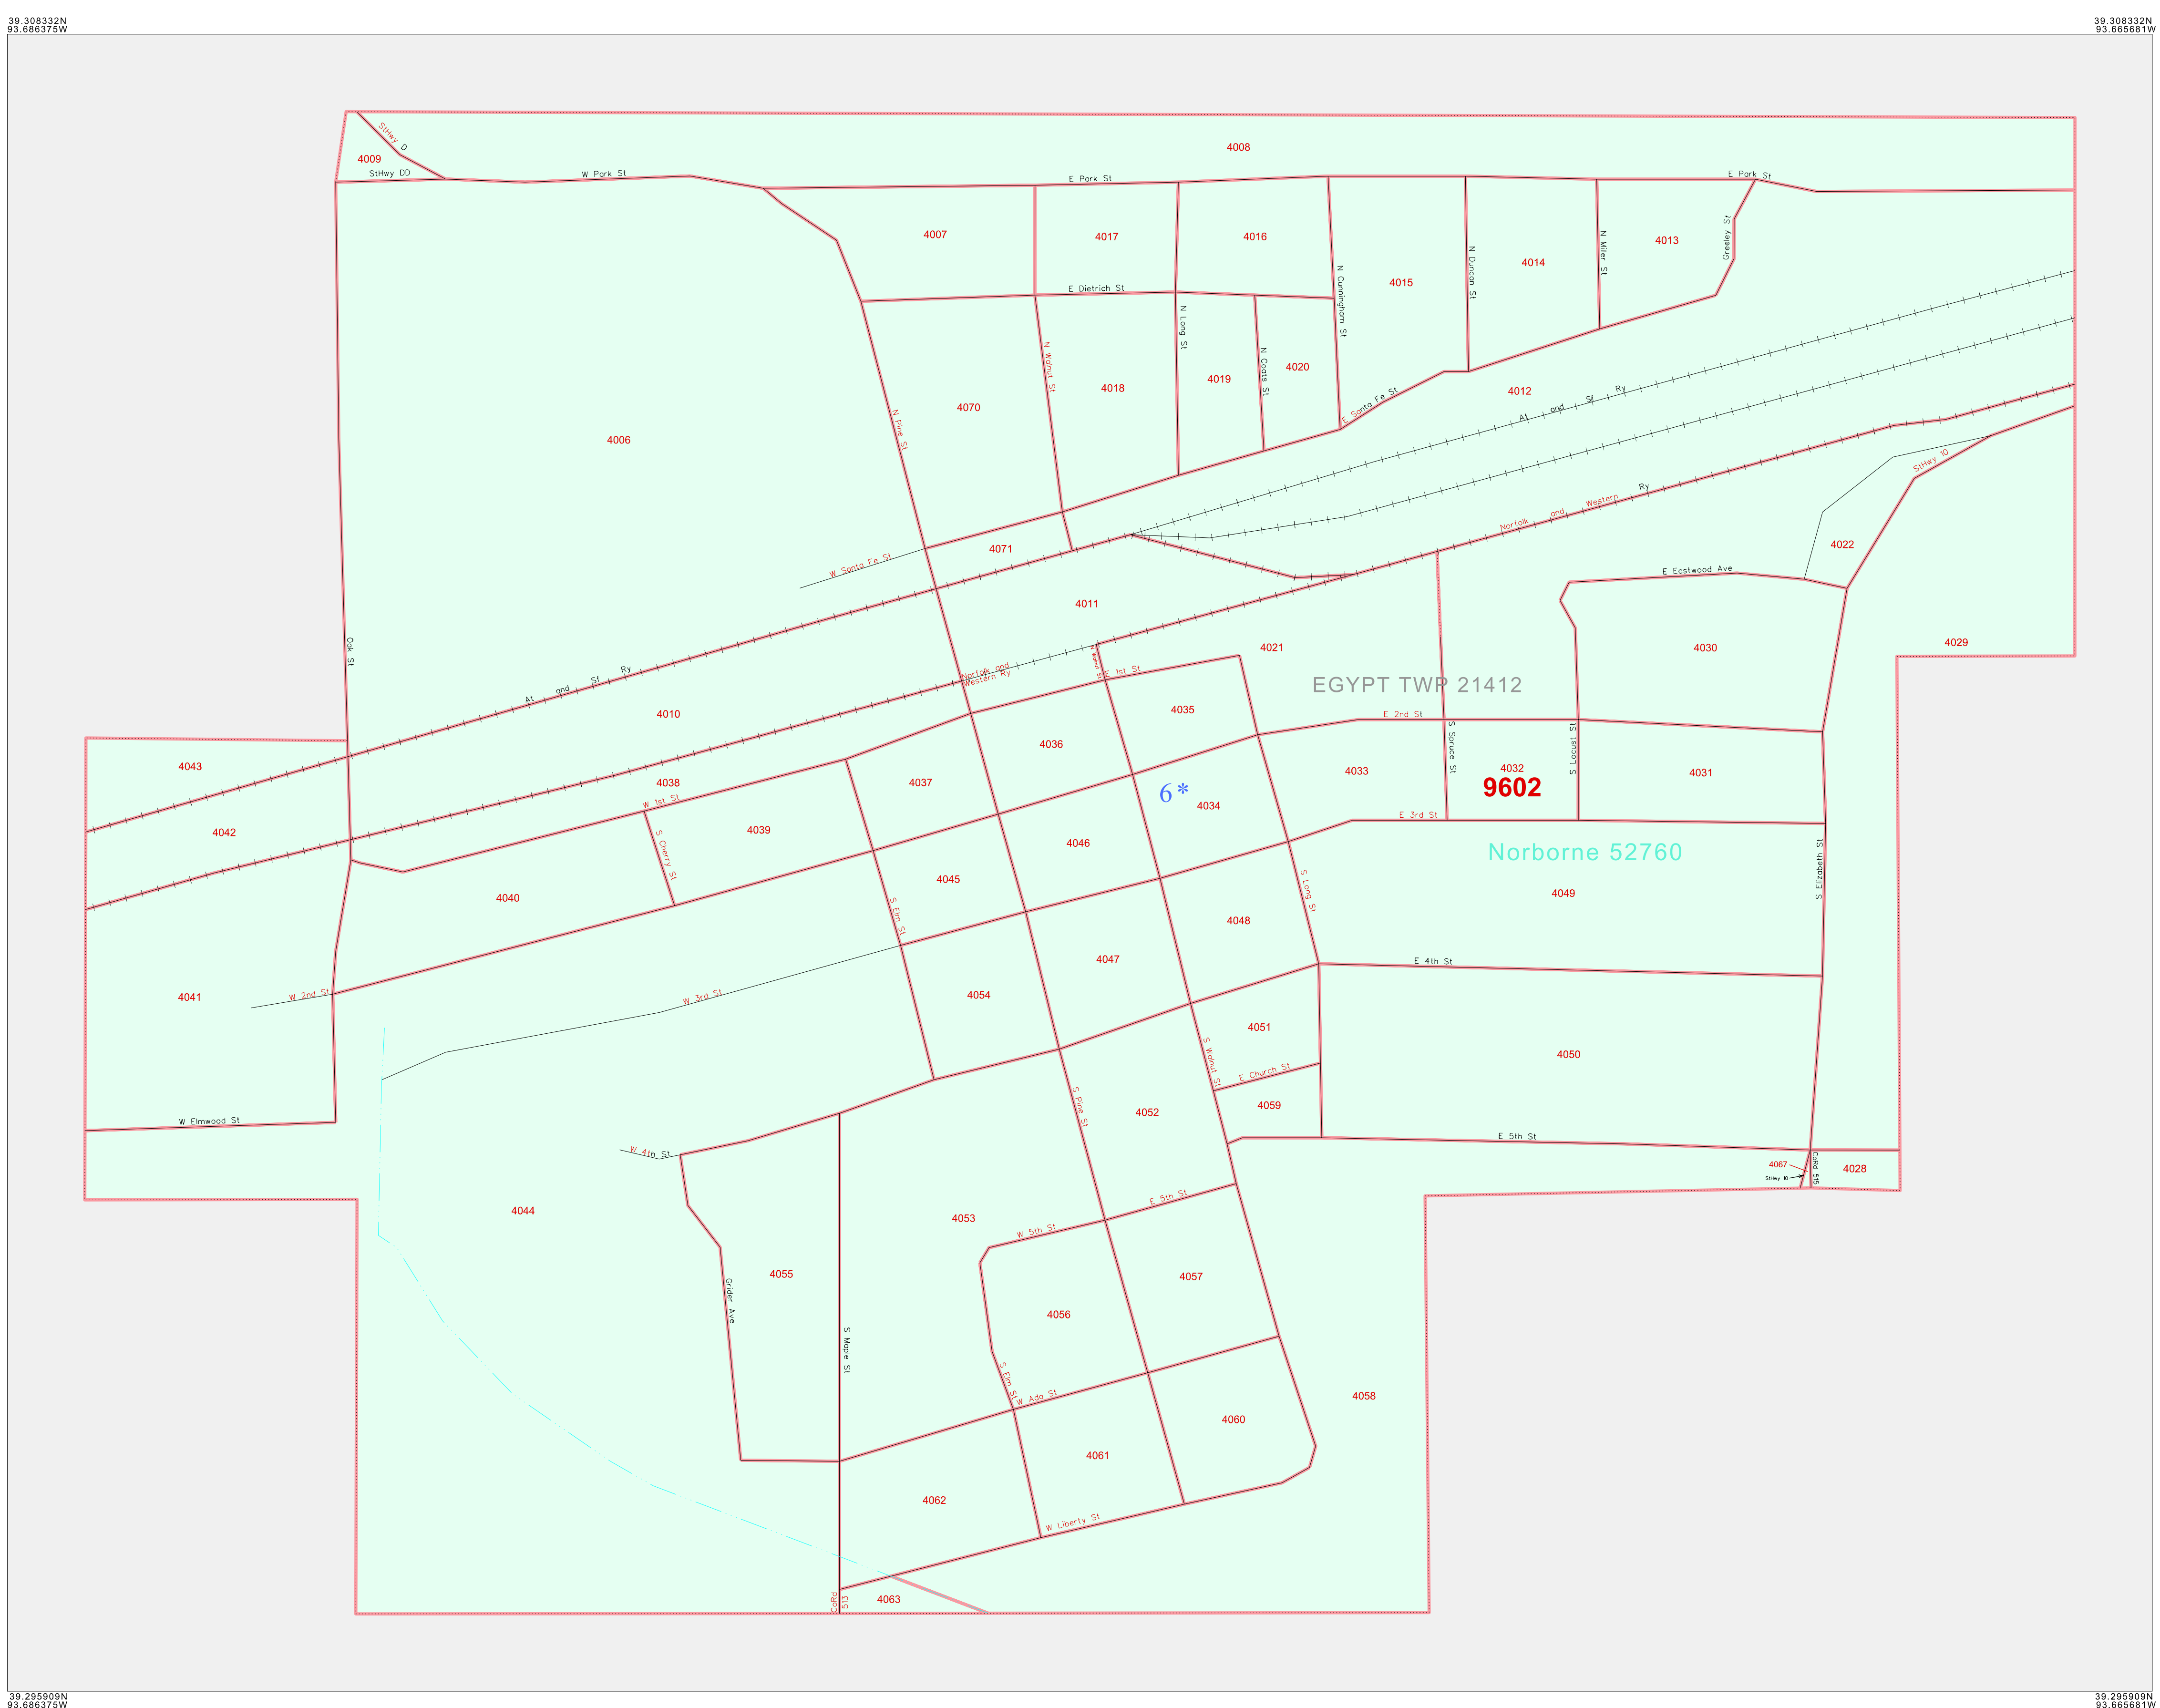 39.308332N
93.686375W
39.308332N
93.665681W
StHwy D
4009
StHwy DD
W Park St
4008
E Park St
E Park St
4007
4017
4016
4015
4014
4013
N Cunningham St
N Duncan St
N Miller St
Greeley St
E Dietrich St
N Long St
N Walnut St
N Coats St
4018
4019
4020
4012
4070
4006
N Pine St
E Santa Fe St
At and Sf Ry
StHwy 10
Norfolk and Western Ry
4022
W Santa Fe St
4071
E Eastwood Ave
4011
Oak St
4021
4030
4029
N Walnut St
E 1st St
Norfolk and
Western Ry
At and Sf Ry
EGYPT TWP 21412
4010
4035
E 2nd St
S Spruce St
S Locust St
4036
4043
4038
4037
4033
4032
4031
9602
6*
4034
W 1st St
E 3rd St
4042
S Cherry St
4039
4046
Norborne 52760
S Elizabeth St
4040
4045
S Long St
4049
S Elm St
4048
4047
E 4th St
4041
W 2nd St
W 3rd St
4054
4051
4050
S Walnut St
E Church St
S Pine St
4052
4059
W Elmwood St
E 5th St
W 4th St
4067
StHwy 10
CoRd 515
4028
4044
4053
E 5th St
W 5th St
4055
4057
Grider Ave
4056
S Maple St
S Elm St
W Ada St
4058
4060
4061
4062
W Liberty St
CoRd
513
4063
39.295909N
93.686375W
39.295909N
93.665681W